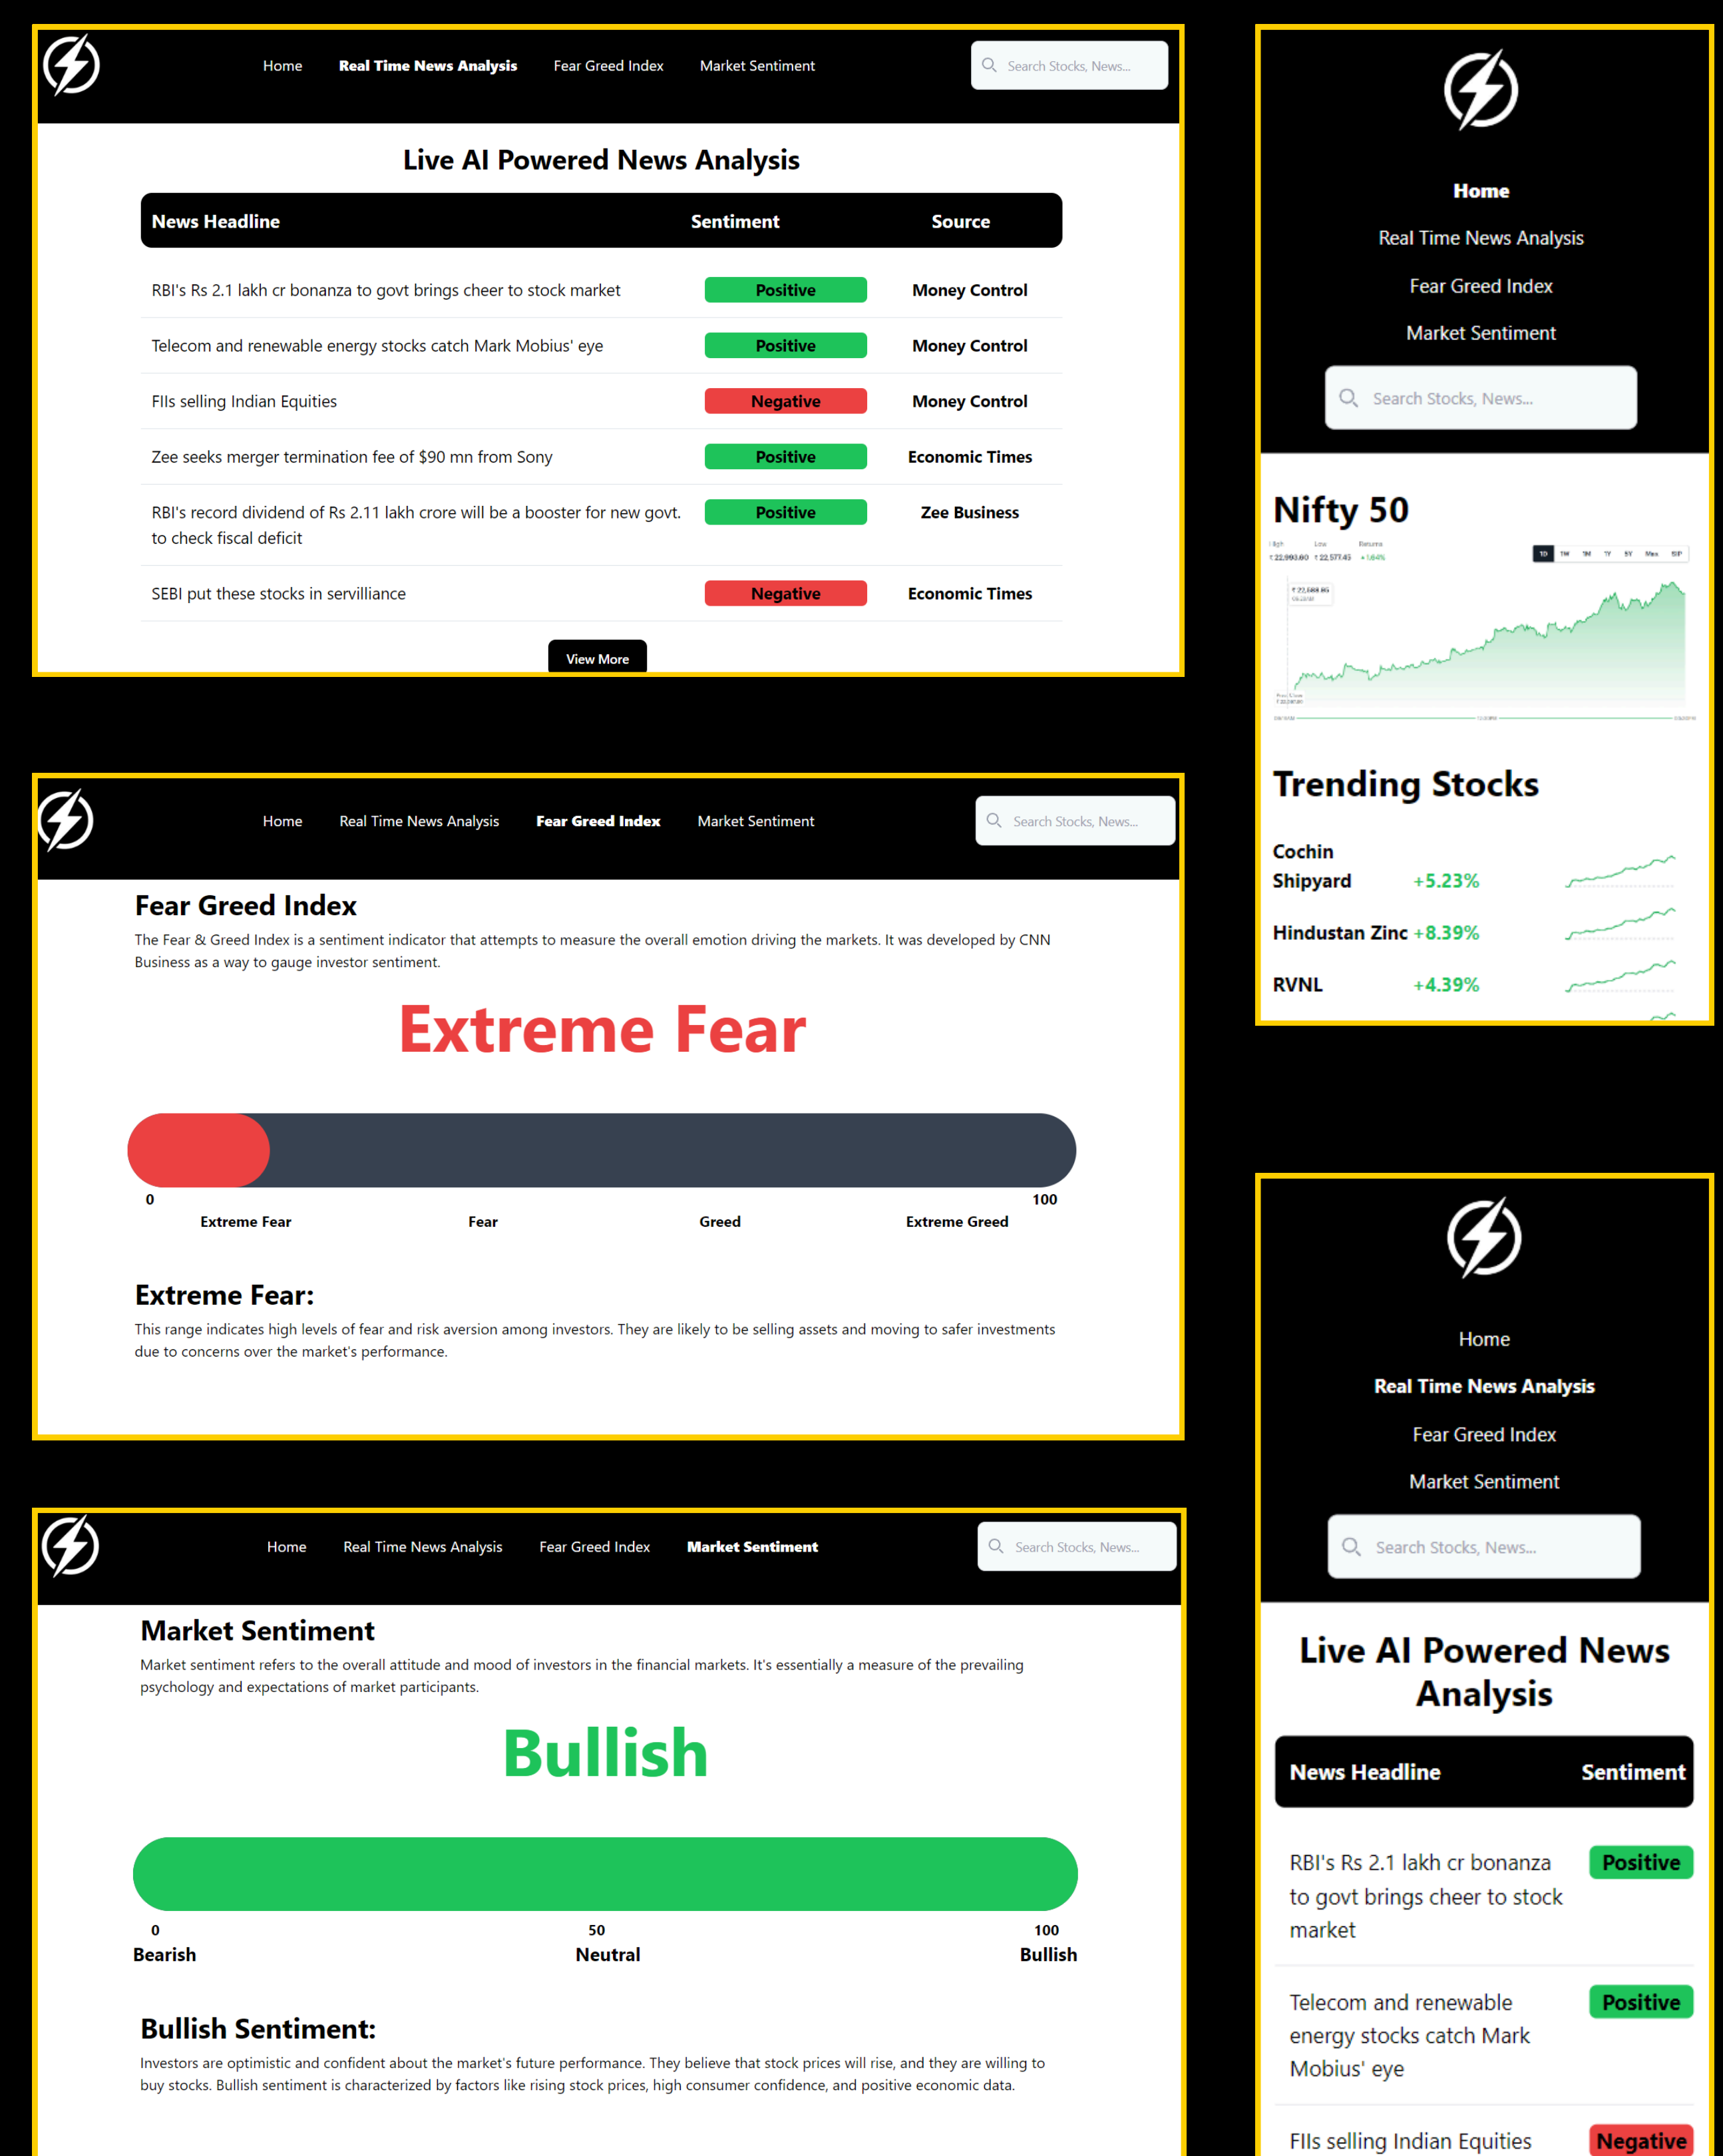 Home Real Time News Analysis Fear Greed Index Market Sentiment Search Stocks, News...
Live AI Powered News Analysis
News Headline Sentiment Source
RBI's Rs 2.1 lakh cr bonanza to govt brings cheer to stock market Positive Money Control
Telecom and renewable energy stocks catch Mark Mobius' eye Positive Money Control
FIIs selling Indian Equities Negative Money Control
Zee seeks merger termination fee of $90 mn from Sony Positive Economic Times
RBI's record dividend of Rs 2.11 lakh crore will be a booster for new govt. Positive Zee Business
to check fiscal deficit
SEBI put these stocks in servilliance Negative Economic Times
View More
Home Real Time News Analysis Fear Greed Index Market Sentiment Search Stocks, News...
Fear Greed Index
The Fear & Greed Index is a sentiment indicator that attempts to measure the overall emotion driving the markets. It was developed by CNN
Business as a way to gauge investor sentiment.
Extreme Fear
0 100
Extreme Fear Fear Greed Extreme Greed
Extreme Fear:
This range indicates high levels of fear and risk aversion among investors. They are likely to be selling assets and moving to safer investments
due to concerns over the market's performance.
Home Real Time News Analysis Fear Greed Index Market Sentiment Search Stocks, News...
Market Sentiment
Market sentiment refers to the overall attitude and mood of investors in the financial markets. It's essentially a measure of the prevailing
psychology and expectations of market participants.
Bullish
0 50 100
Bearish Neutral Bullish
Bullish Sentiment:
Investors are optimistic and confident about the market's future performance. They believe that stock prices will rise, and they are willing to
buy stocks. Bullish sentiment is characterized by factors like rising stock prices, high consumer confidence, and positive economic data.
Home
Real Time News Analysis
Fear Greed Index
Market Sentiment
Search Stocks, News...
Nifty 50
High Low Returns
₹22,993.60 ₹22,577.45 1D 1W 1M 1Y 5Y Max SIP
Trending Stocks
Cochin
Shipyard +5.23%
Hindustan Zinc +8.39%
RVNL +4.39%
Home
Real Time News Analysis
Fear Greed Index
Market Sentiment
Search Stocks, News...
Live AI Powered News
Analysis
News Headline Sentiment
RBI's Rs 2.1 lakh cr bonanza Positive
to govt brings cheer to stock
market
Telecom and renewable Positive
energy stocks catch Mark
Mobius' eye
FIIs selling Indian Equities Negative